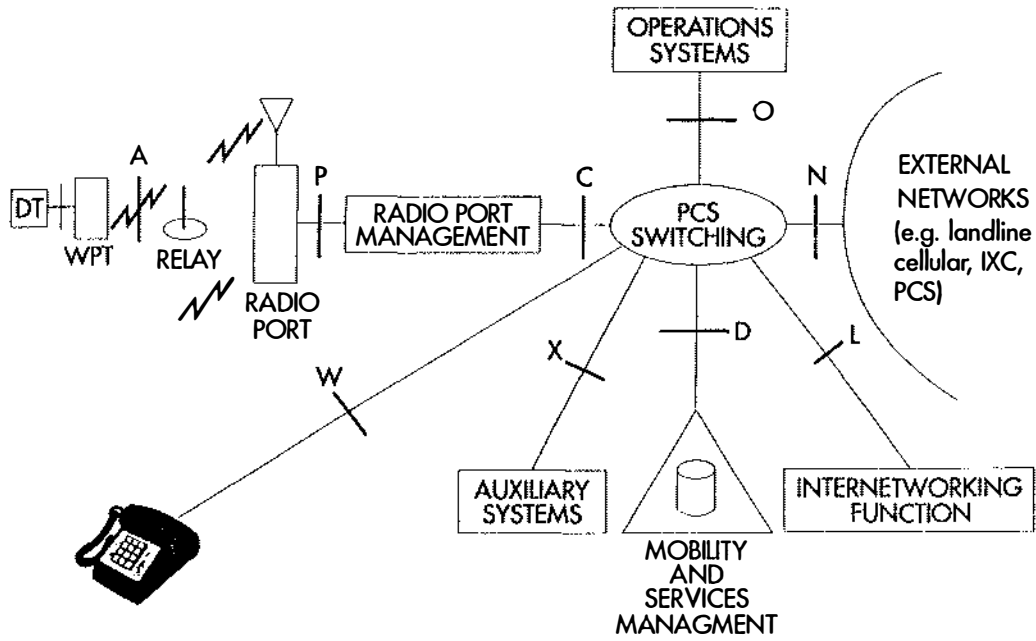 OPERATIONS
SYSTEMS
O
A
P
C
N
DT
WPT
RELAY
RADIO
PORT
RADIO PORT
MANAGEMENT
PCS
SWITCHING
EXTERNAL
NETWORKS
(e.g. landline
cellular, IXC,
PCS)
W
X
D
L
AUXILIARY
SYSTEMS
MOBILITY
AND
SERVICES
MANAGMENT
INTERNETWORKING
FUNCTION